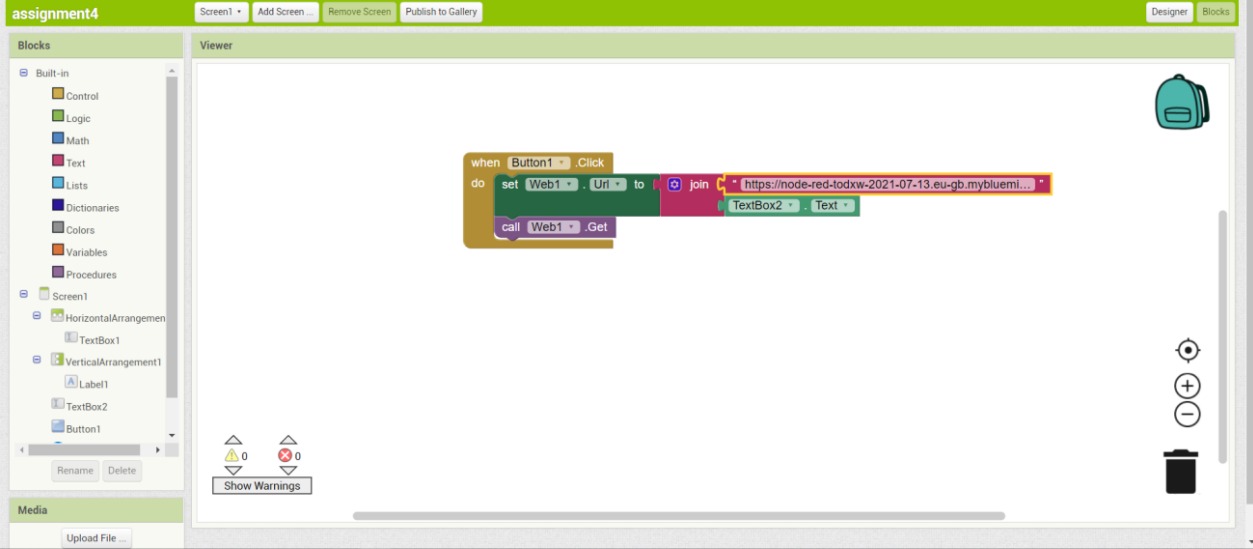 assignment4
Screen1
Add Screen ...
Remove Screen
Publish to Gallery
Designer
Blocks
Blocks
Viewer
Built-in
Control
Logic
Math
Text
Lists
Dictionaries
Colors
Variables
Procedures
Screen1
HorizontalArrangemen
TextBox1
VerticalArrangement1
Label1
TextBox2
Button1
Rename
Delete
Media
Upload File ...
when Button1 .Click
do set Web1 . Url to join " https://node-red-todxw-2021-07-13.eu-gb.mybluemi... "
TextBox2 . Text
call Web1 .Get
0
0
Show Warnings